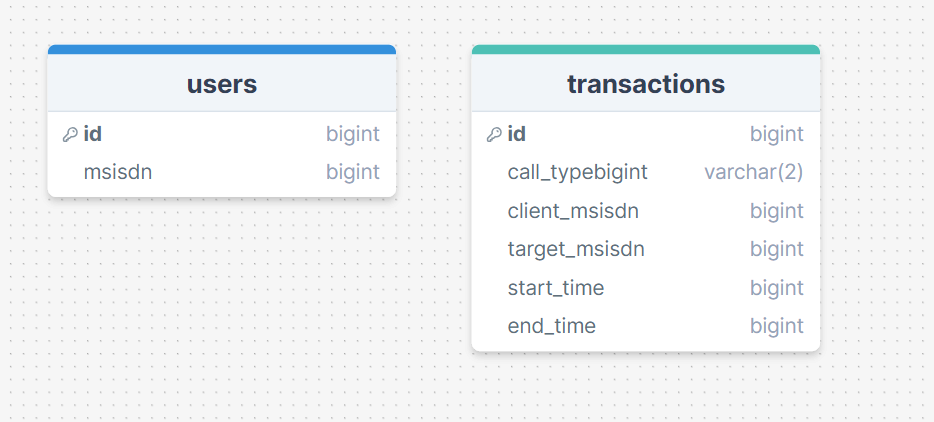 users
id bigint
msisdn bigint
transactions
id bigint
call_typebigint varchar(2)
client_msisdn bigint
target_msisdn bigint
start_time bigint
end_time bigint